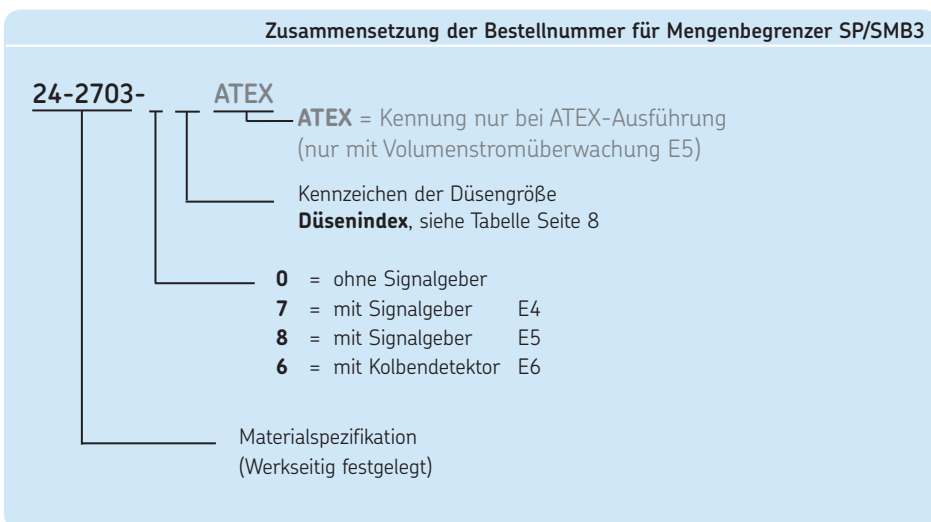 Zusammensetzung der Bestellnummer für Mengenbegrenzer SP/SMB3
24-2703- _ _ ATEX
ATEX = Kennung nur bei ATEX-Ausführung
(nur mit Volumenstromüberwachung E5)
Kennzeichen der Düsengröße
Düsenindex, siehe Tabelle Seite 8
0 = ohne Signalgeber
7 = mit Signalgeber E4
8 = mit Signalgeber E5
6 = mit Kolbendetektor E6
Materialspezifikation
(Werkseitig festgelegt)